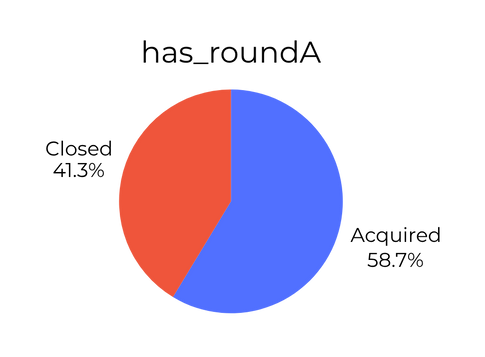 has_roundA
Closed
41.3%
Acquired
58.7%